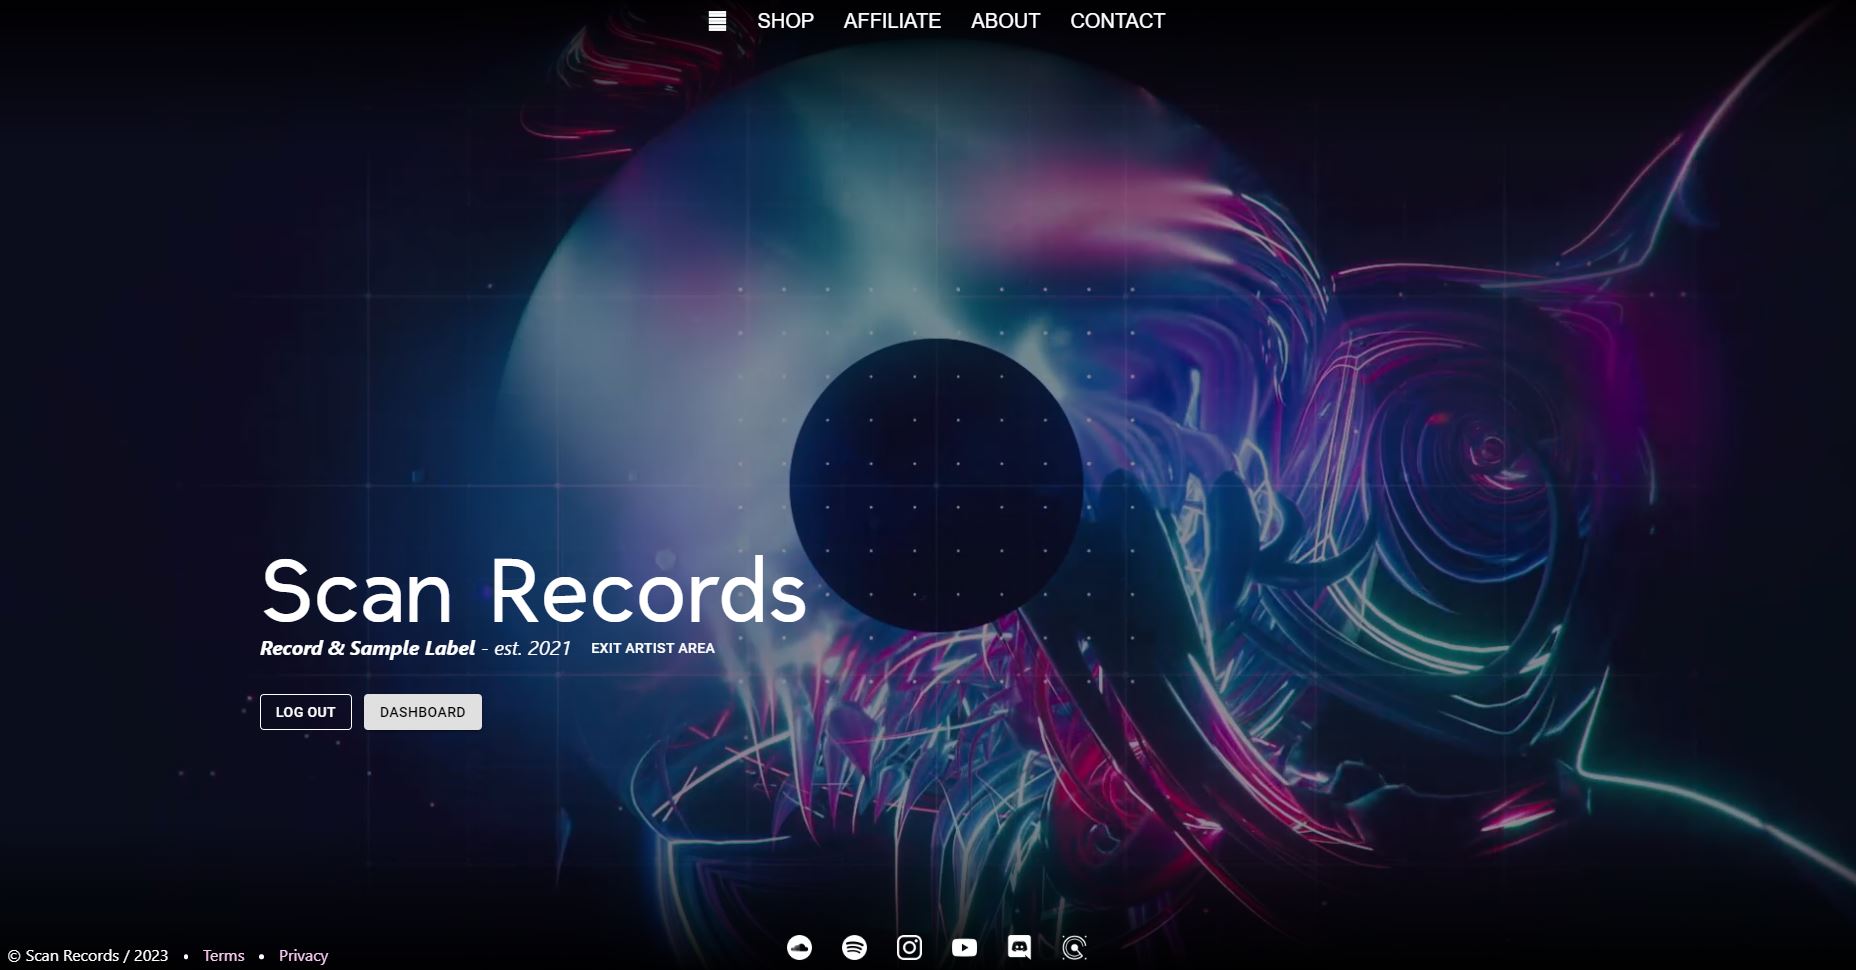 SHOP AFFILIATE ABOUT CONTACT
Scan Records
Record & Sample Label - est. 2021 EXIT ARTIST AREA
LOG OUT DASHBOARD
© Scan Records / 2023 • Terms • Privacy